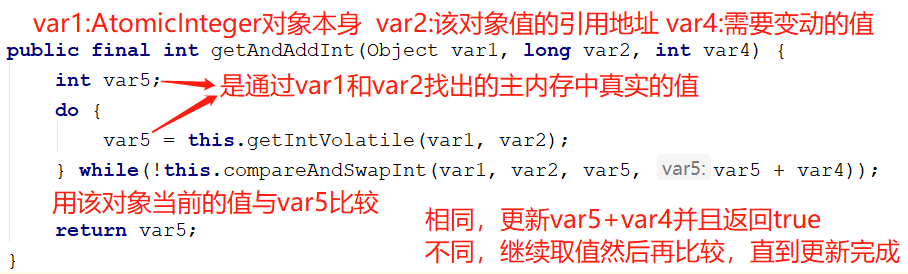 var1:AtomicInteger对象本身  var2:该对象值的引用地址 var4:需要变动的值
public final int getAndAddInt(Object var1, long var2, int var4) {
int var5;
是通过var1和var2找出的主内存中真实的值
do {
var5 = this.getIntVolatile(var1, var2);
} while(!this.compareAndSwapInt(var1, var2, var5, var5: var5 + var4));
用该对象当前的值与var5比较
相同，更新var5+var4并且返回true
return var5;
不同，继续取值然后再比较，直到更新完成
}